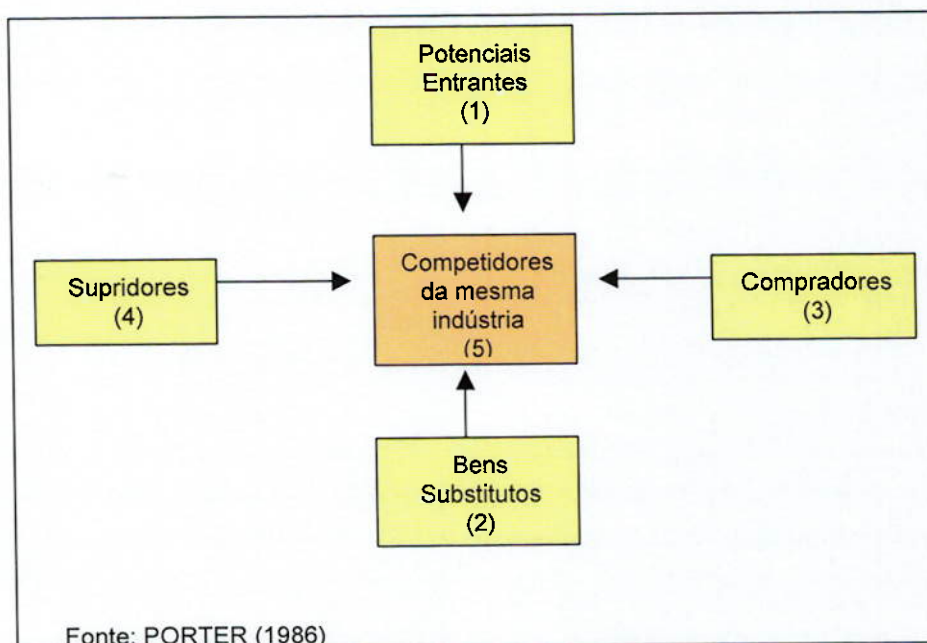 Potenciais
Entrantes
(1)
Supridores
(4)
Competidores
da mesma
indústria
(5)
Compradores
(3)
Bens
Substitutos
(2)
Fonte: PORTER (1986)